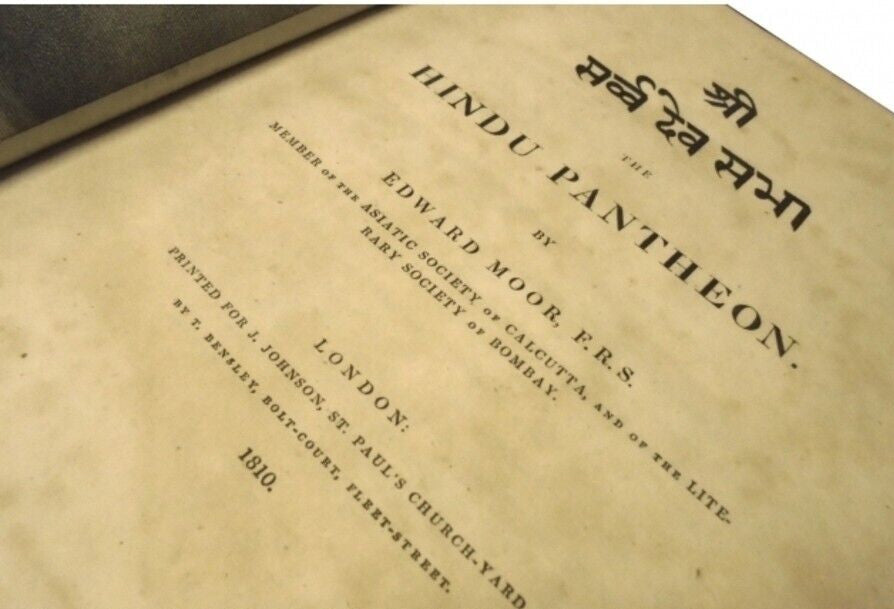 श्री
देव सभा
THE
HINDU PANTHEON.
BY
EDWARD MOOR, F.R.S.
MEMBER OF THE ASIATIC SOCIETY OF CALCUTTA, AND OF THE LITE-
RARY SOCIETY OF BOMBAY.
LONDON:
PRINTED FOR J. JOHNSON, ST. PAUL'S CHURCH-YARD
BY T. BENSLEY, BOLT-COURT, FLEET-STREET.
1810.